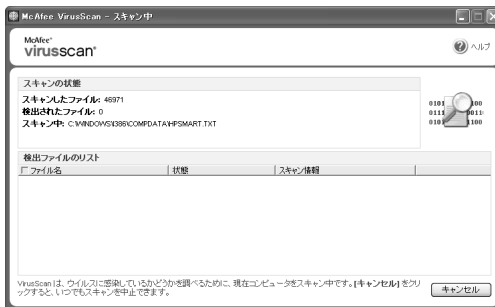 McAfee VirusScan - スキャン中
McAfee®
virusscan®
ヘルプ
スキャンの状態
スキャンしたファイル: 46971
検出されたファイル: 0
スキャン中: C:\WINDOWS\I386\COMPDATA\HPSMART.TXT
0101 100
0111 0011
010 1100
検出ファイルのリスト
ファイル名 状態 スキャン情報
VirusScan は、ウイルスに感染しているかどうかを調べるために、現在コンピュータをスキャン中です。[キャンセル] をクリ
ックすると、いつでもスキャンを中止できます。
キャンセル